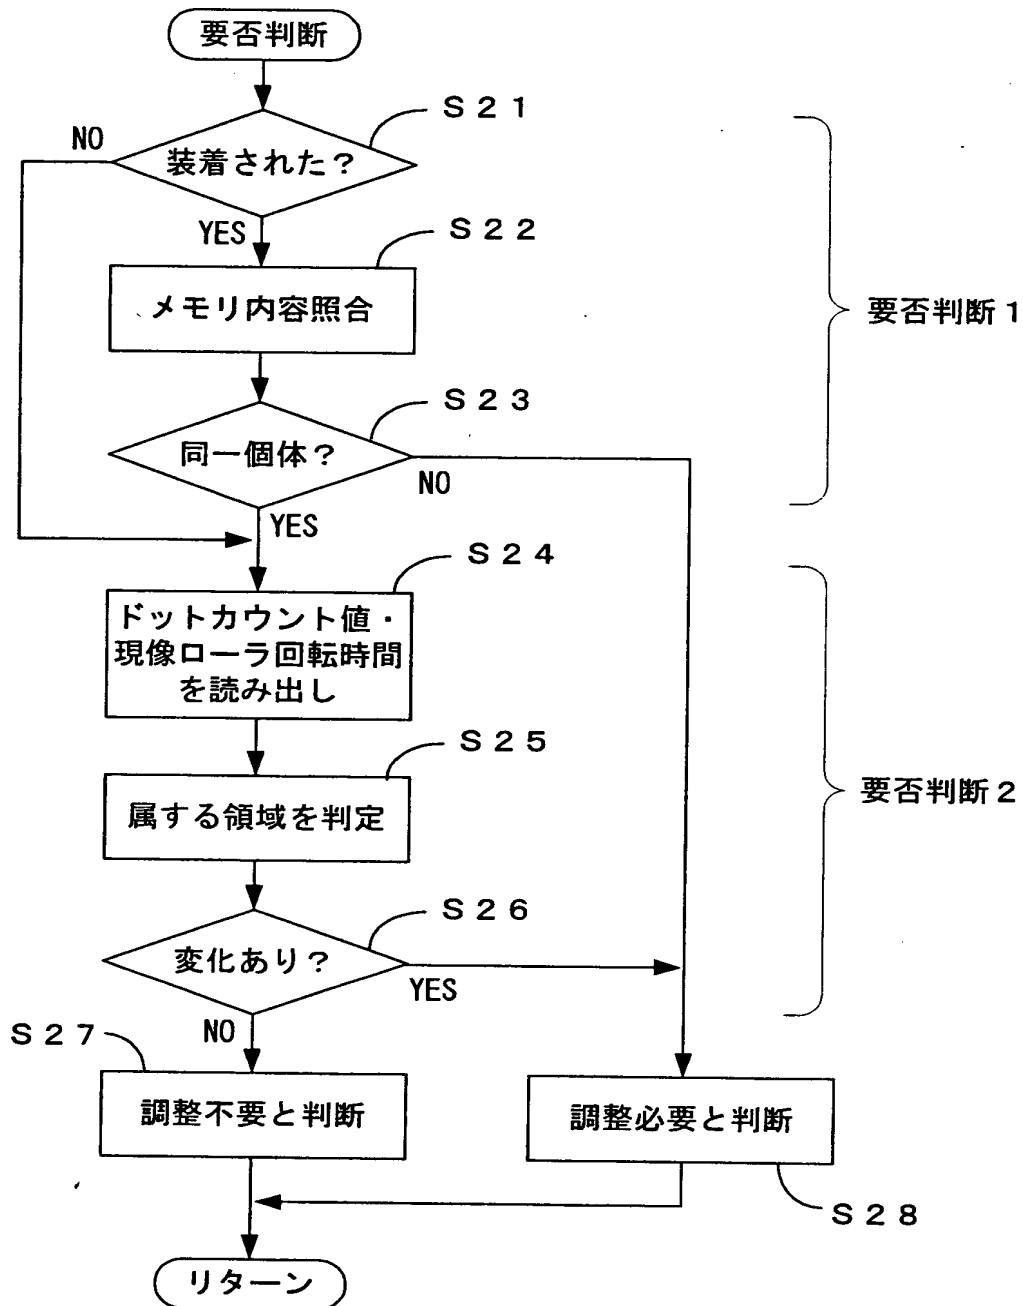 要否判断
S21
NO
装着された？
YES
S22
メモリ内容照合
要否判断1
S23
同一個体？
NO
YES
S24
ドットカウント値・
現像ローラ回転時間
を読み出し
S25
属する領域を判定
要否判断2
S26
変化あり？
YES
NO
S27
調整不要と判断
調整必要と判断
S28
リターン